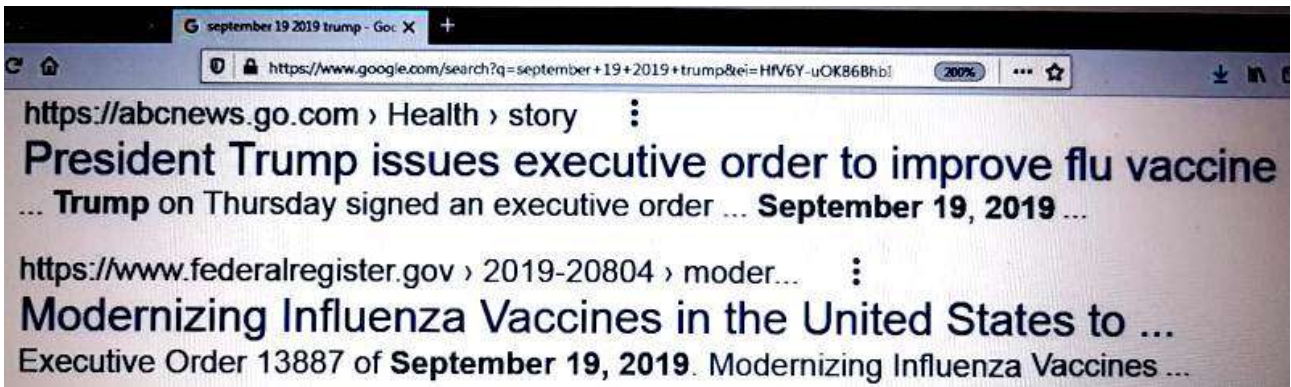 G september 19 2019 trump - Goo X +
https://www.google.com/search?q=september+19+2019+trump&ei=HfV6Y-uOK86Bhb 200% ...
https://abcnews.go.com › Health › story
President Trump issues executive order to improve flu vaccine
... Trump on Thursday signed an executive order ... September 19, 2019 ...
https://www.federalregister.gov › 2019-20804 › moder...
Modernizing Influenza Vaccines in the United States to ...
Executive Order 13887 of September 19, 2019. Modernizing Influenza Vaccines ...